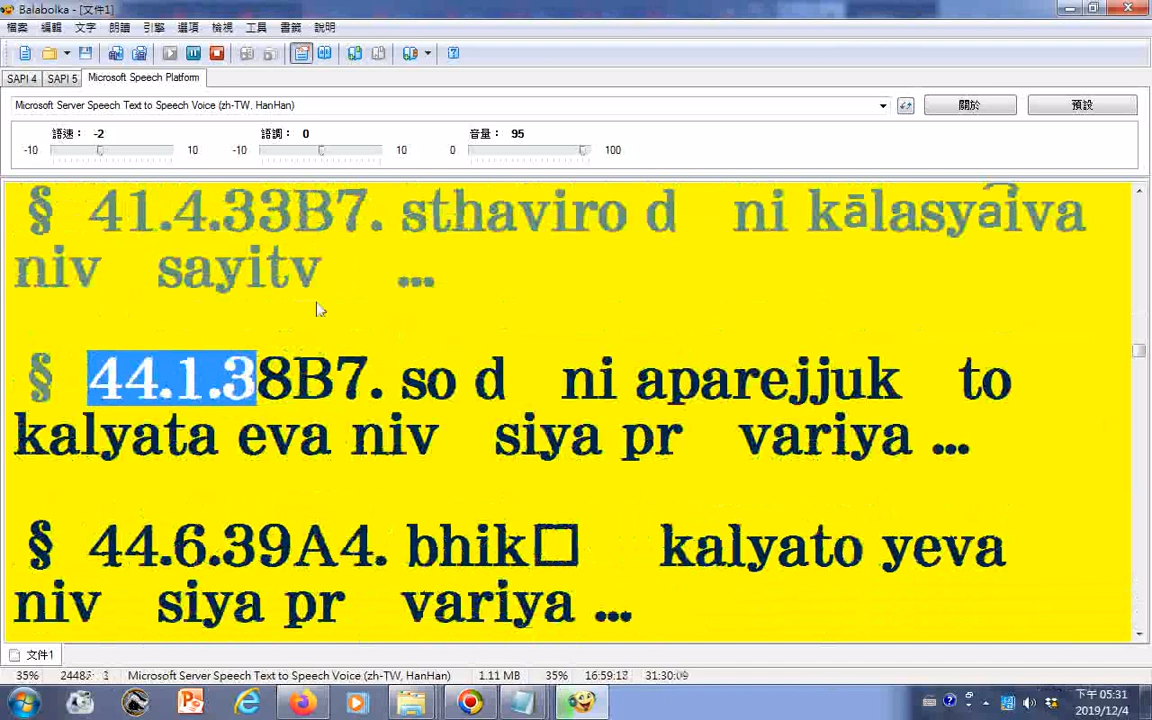 Balabolka - [文件1]
檔案 編輯 文字 朗讀 引擎 選項 檢視 工具 書籤 說明
SAPI 4 SAPI 5 Microsoft Speech Platform
Microsoft Server Speech Text to Speech Voice (zh-TW, HanHan) 關於 預設
語速： -2 語調： 0 音量： 95
-10 10 -10 10 0 100
§ 41.4.33B7. sthaviro d ni kālasyaiva
niv sayitv ...
§ 44.1.38B7. so d ni aparejjuk to
kalyata eva niv siya pr variya ...
§ 44.6.39A4. bhik□ kalyato yeva
niv siya pr variya ...
文件1
35% Microsoft Server Speech Text to Speech Voice (zh-TW, HanHan) 1.11 MB 35% 16:59:17 31:30:09
下午 05:31
2019/12/4